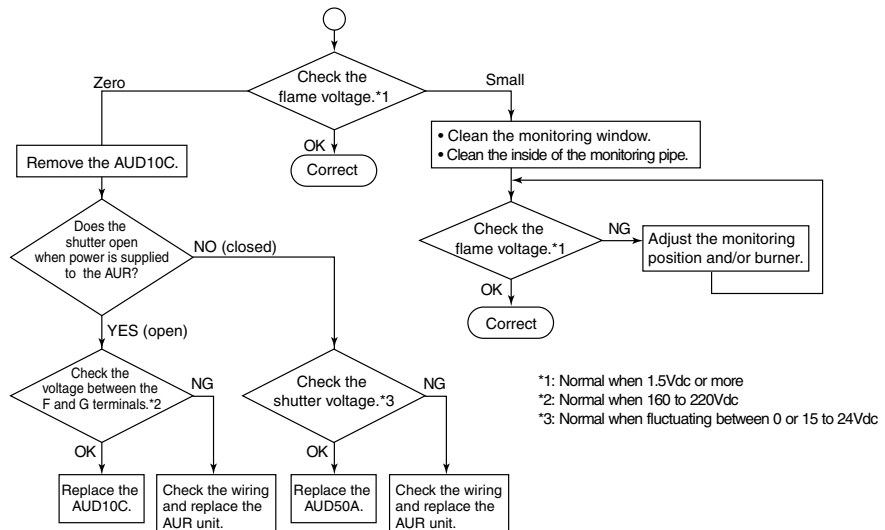 Check the
flame voltage.*1
Zero
Small
OK
Correct
Remove the AUD10C.
• Clean the monitoring window.
• Clean the inside of the monitoring pipe.
Does the
shutter open
when power is supplied
to the AUR?
NO (closed)
YES (open)
Check the
flame voltage.*1
NG
Adjust the monitoring
position and/or burner.
OK
Correct
Check the
voltage between the
F and G terminals.*2
NG
OK
Check the
shutter voltage.*3
NG
OK
*1: Normal when 1.5Vdc or more
*2: Normal when 160 to 220Vdc
*3: Normal when fluctuating between 0 or 15 to 24Vdc
Replace the
AUD10C.
Check the wiring
and replace the
AUR unit.
Replace the
AUD50A.
Check the wiring
and replace the
AUR unit.